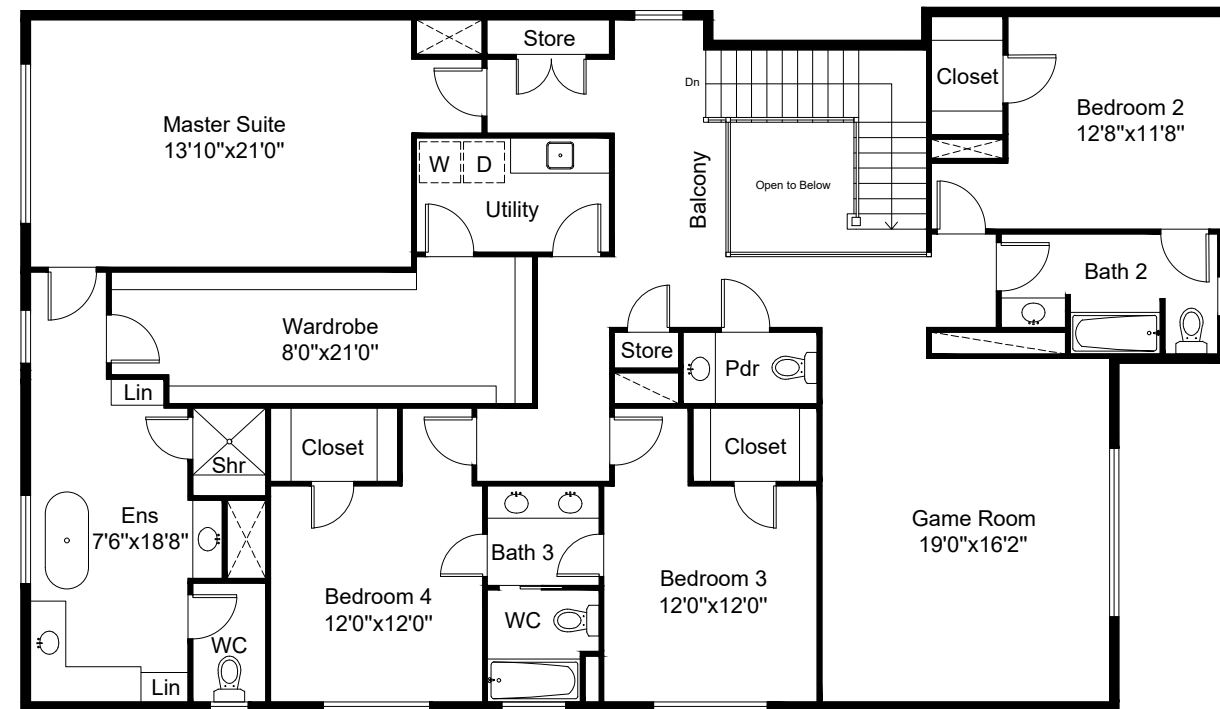 Store
Master Suite
13'10"x21'0"
W
D
Utility
Dn
Balcony
Open to Below
Closet
Bedroom 2
12'8"x11'8"
Bath 2
Wardrobe
8'0"x21'0"
Lin
Store
Pdr
Closet
Closet
Shr
Ens
7'6"x18'8"
Bath 3
Game Room
19'0"x16'2"
Bedroom 4
12'0"x12'0"
Bedroom 3
12'0"x12'0"
WC
WC
Lin